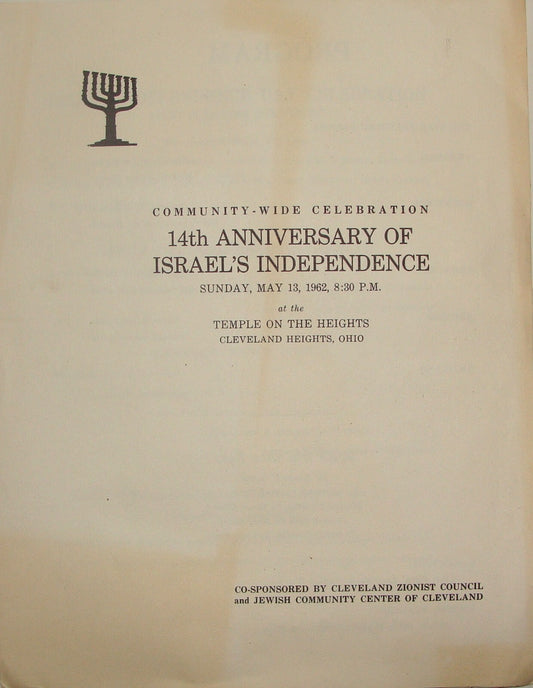 COMMUNITY-WIDE CELEBRATION
14th ANNIVERSARY OF
ISRAEL'S INDEPENDENCE
SUNDAY, MAY 13, 1962, 8:30 P.M.
at the
TEMPLE ON THE HEIGHTS
CLEVELAND HEIGHTS, OHIO
CO-SPONSORED BY CLEVELAND ZIONIST COUNCIL
and JEWISH COMMUNITY CENTER OF CLEVELAND